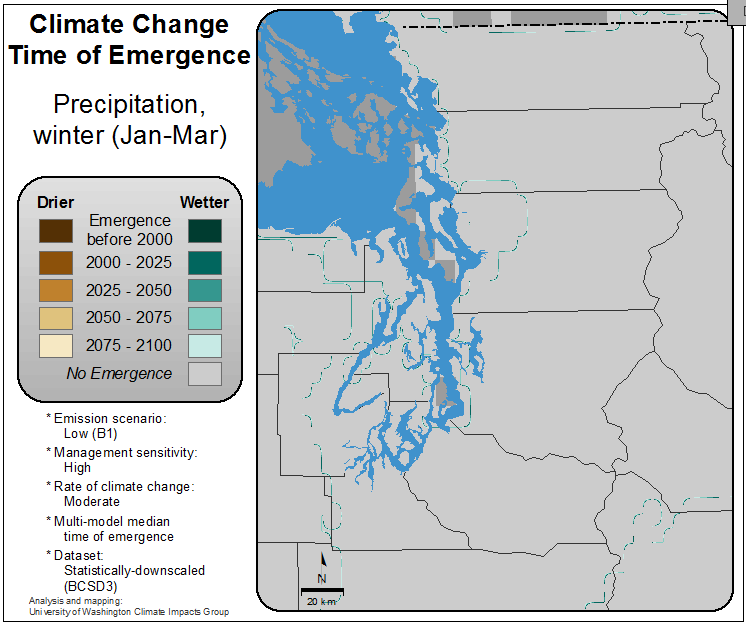 Climate Change
Time of Emergence
Precipitation,
winter (Jan-Mar)
Drier
Wetter
Emergence
before 2000
2000 - 2025
2025 - 2050
2050 - 2075
2075 - 2100
No Emergence
* Emission scenario:
Low (B1)
* Management sensitivity:
High
* Rate of climate change:
Moderate
* Multi-model median
time of emergence
* Dataset:
Statistically-downscaled
(BCSD3)
Analysis and mapping:
University of Washington Climate Impacts Group
N
20 km